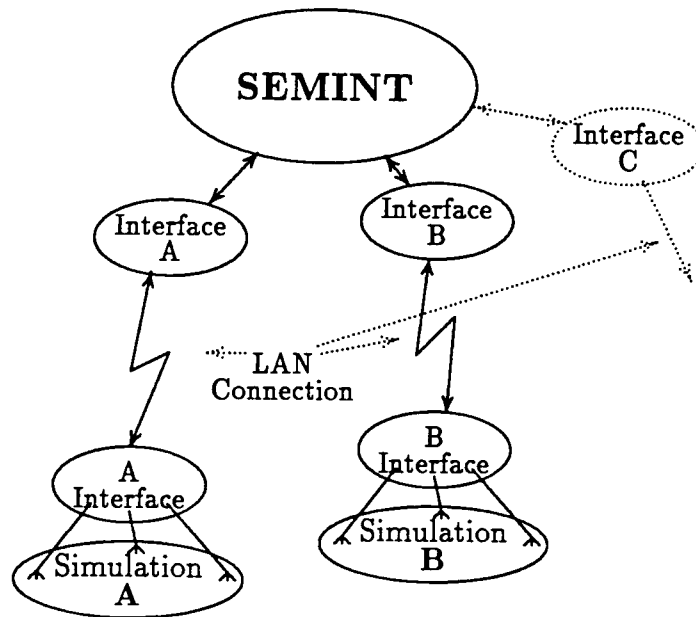 SEMINT
Interface
C
Interface
A
Interface
B
LAN
Connection
A
Interface
B
Interface
Simulation
A
Simulation
B